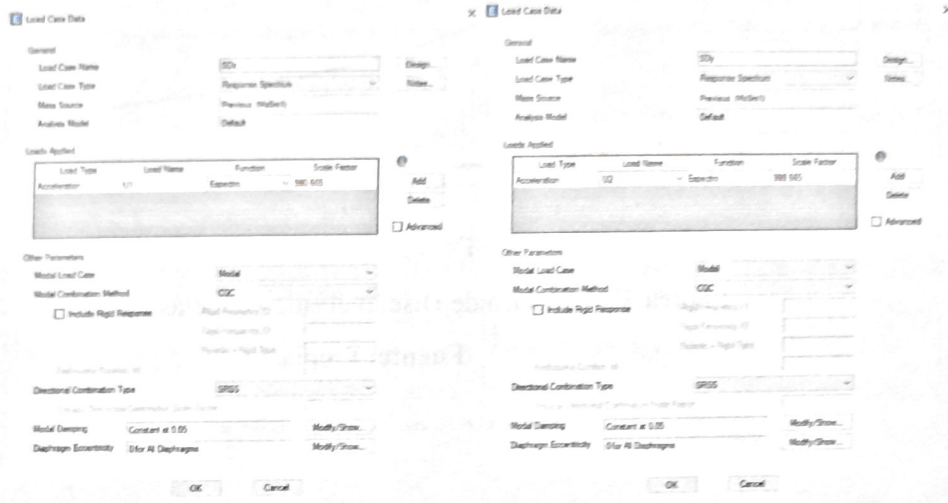 Load Case Data
General
Load Case Name SDx Design...
Load Case Type Response Spectrum Notes...
Mass Source Previous (MsSrc1)
Analysis Model Default
Loads Applied
Load Type Load Name Function Scale Factor
Acceleration U1 Espectro 980.665
Add
Delete
Advanced
Other Parameters
Modal Load Case Modal
Modal Combination Method CQC
Include Rigid Response
Directional Combination Type SRSS
Modal Damping Constant at 0.05 Modify/Show...
Diaphragm Eccentricity 0 for All Diaphragms Modify/Show...
OK Cancel
Load Case Data
General
Load Case Name SDy Design...
Load Case Type Response Spectrum Notes...
Mass Source Previous (MsSrc1)
Analysis Model Default
Loads Applied
Load Type Load Name Function Scale Factor
Acceleration U2 Espectro 980.665
Add
Delete
Advanced
Other Parameters
Modal Load Case Modal
Modal Combination Method CQC
Include Rigid Response
Directional Combination Type SRSS
Modal Damping Constant at 0.05 Modify/Show...
Diaphragm Eccentricity 0 for All Diaphragms Modify/Show...
OK Cancel